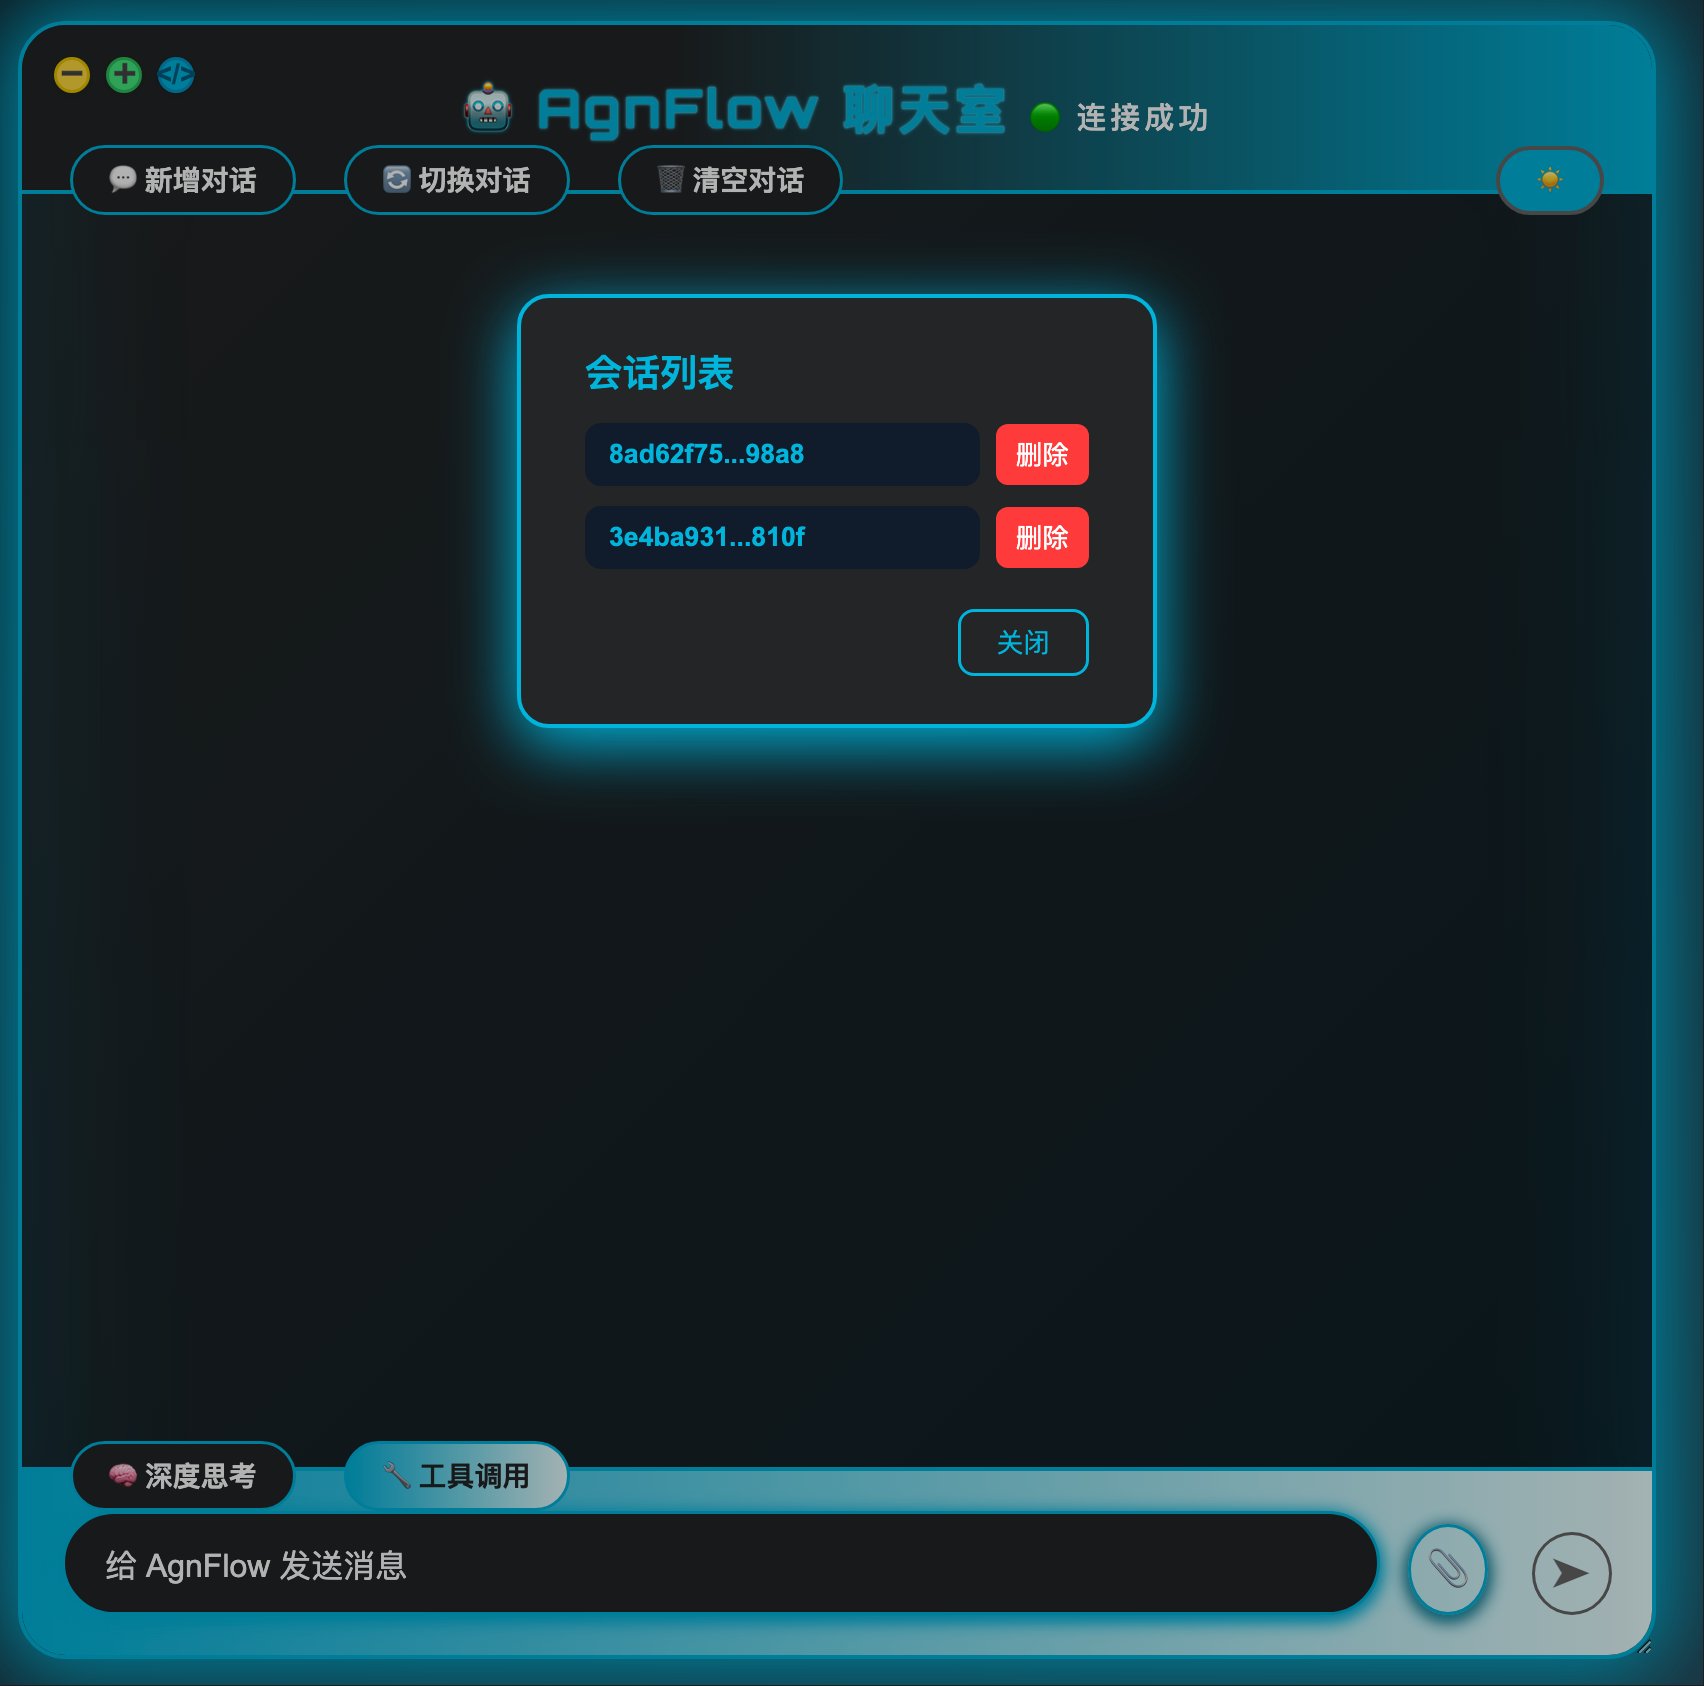 </>
AgnFlow 聊天室 连接成功
新增对话 切换对话 清空对话
会话列表
8ad62f75...98a8 删除
3e4ba931...810f 删除
关闭
深度思考 工具调用
给 AgnFlow 发送消息